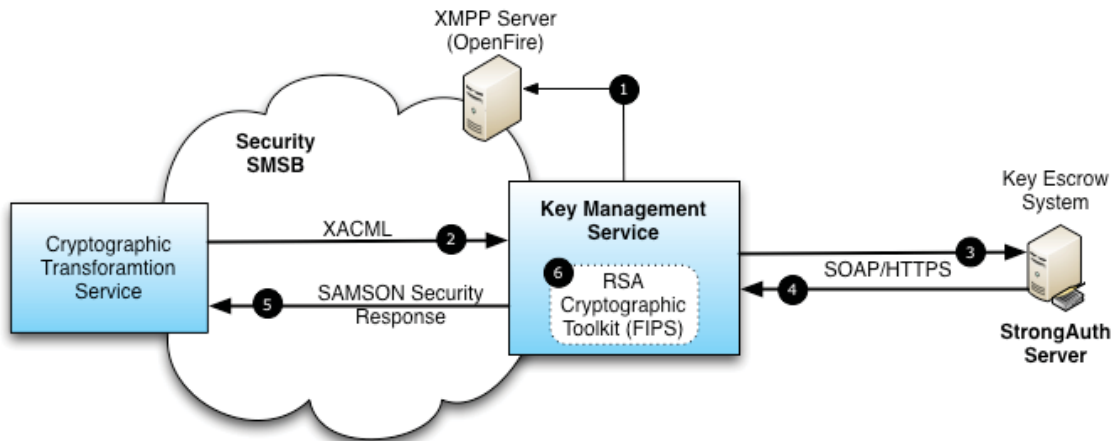 XMPP Server
(OpenFire)
1
Security
SMSB
Key Escrow
System
Key Management
Service
Cryptographic
Transforamtion
Service
XACML
2
3
SOAP/HTTPS
4
6
RSA
Cryptographic
Toolkit (FIPS)
5
SAMSON Security
Response
StrongAuth
Server